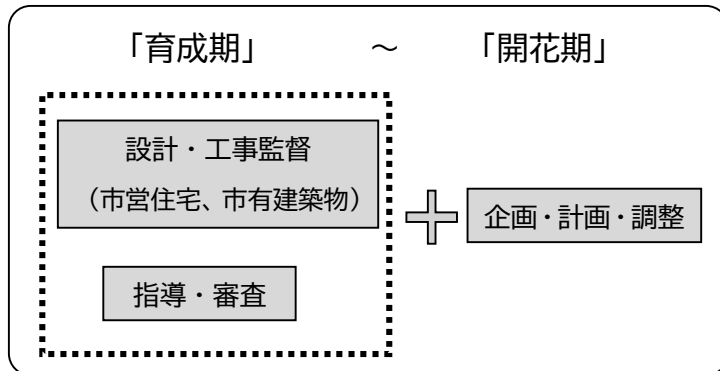 「育成期」 ～ 「開花期」
設計・工事監督
（市営住宅、市有建築物）
企画・計画・調整
指導・審査